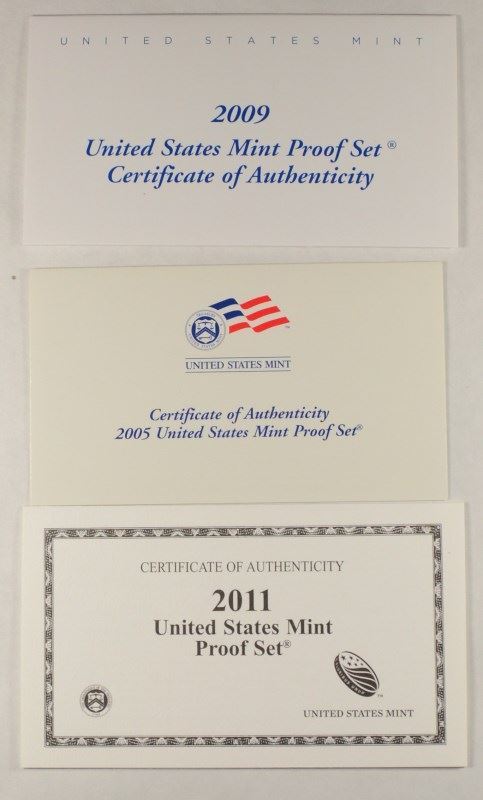 UNITED STATES MINT
2009
United States Mint Proof Set ®
Certificate of Authenticity
UNITED STATES MINT
Certificate of Authenticity
2005 United States Mint Proof Set®
CERTIFICATE OF AUTHENTICITY
2011
United States Mint
Proof Set®
UNITED STATES MINT